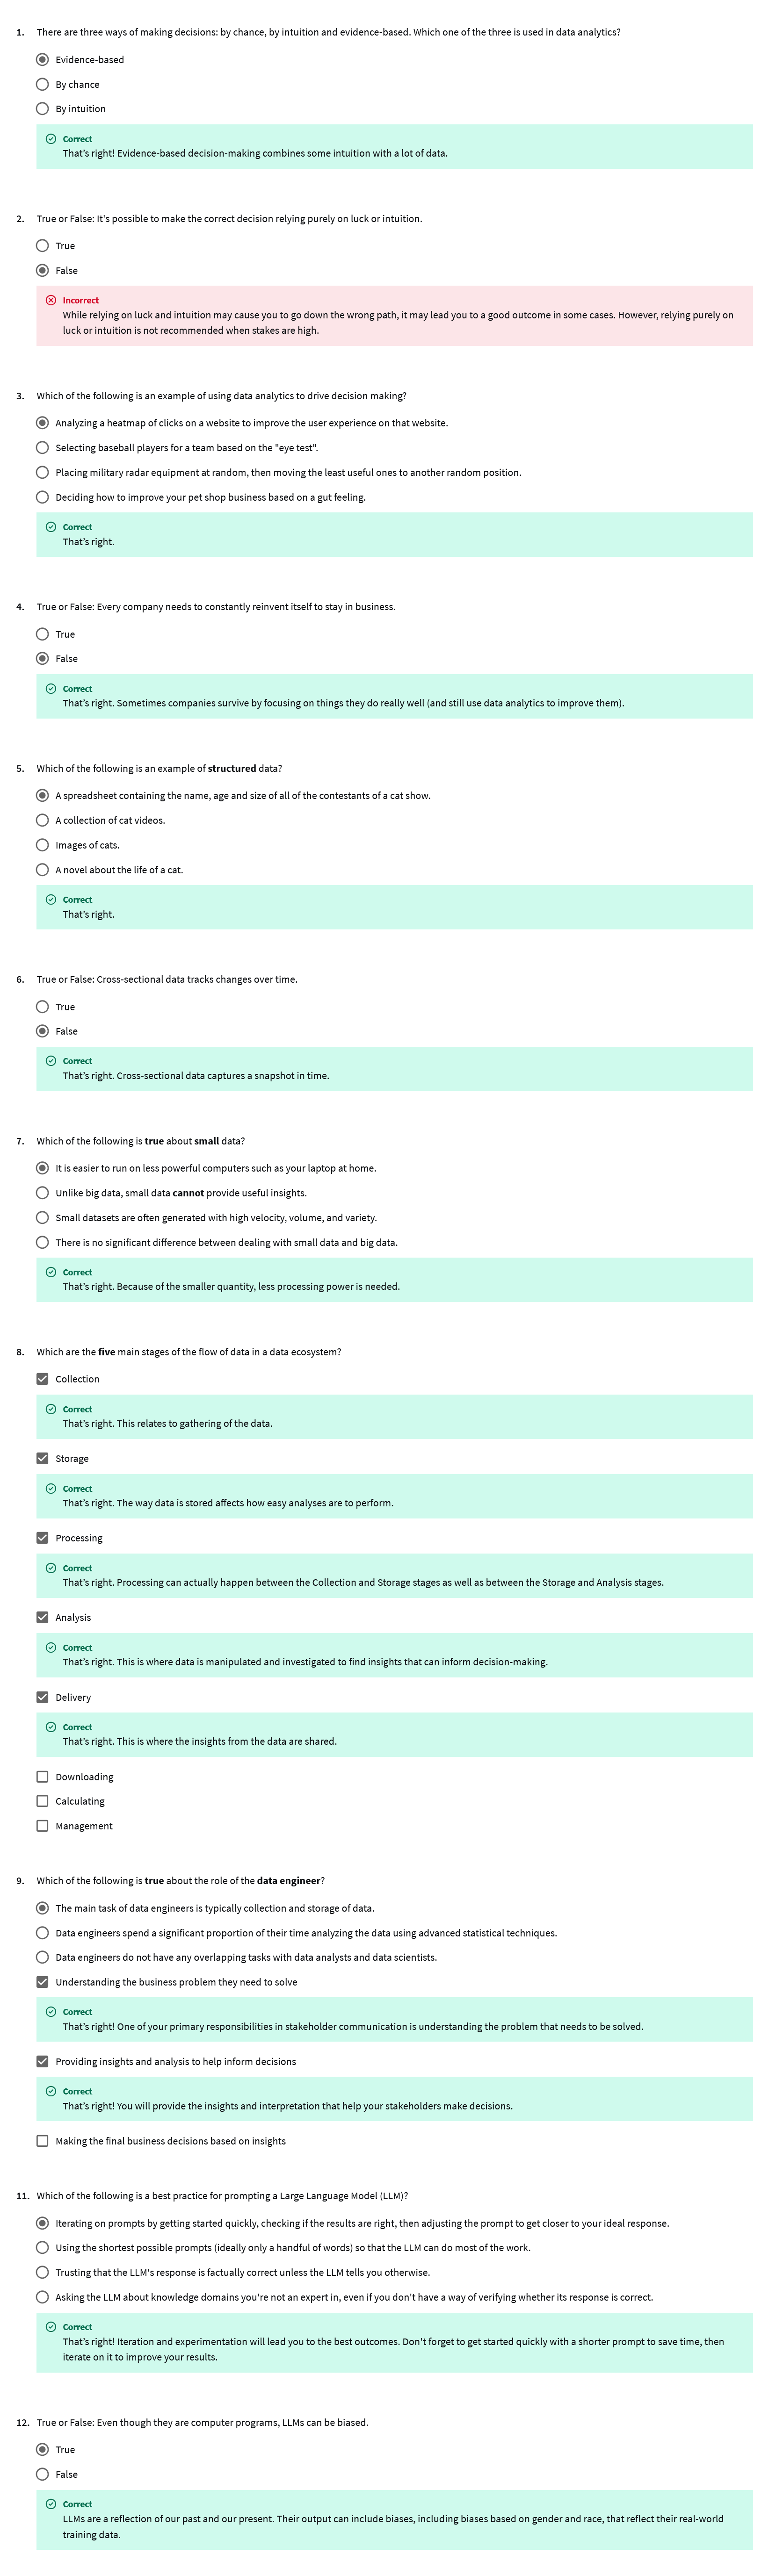 1. There are three ways of making decisions: by chance, by intuition and evidence-based. Which one of the three is used in data analytics?
Evidence-based
By chance
By intuition
Correct
That's right! Evidence-based decision-making combines some intuition with a lot of data.
2. True or False: It's possible to make the correct decision relying purely on luck or intuition.
True
False
Incorrect
While relying on luck and intuition may cause you to go down the wrong path, it may lead you to a good outcome in some cases. However, relying purely on
luck or intuition is not recommended when stakes are high.
3. Which of the following is an example of using data analytics to drive decision making?
Analyzing a heatmap of clicks on a website to improve the user experience on that website.
Selecting baseball players for a team based on the "eye test".
Placing military radar equipment at random, then moving the least useful ones to another random position.
Deciding how to improve your pet shop business based on a gut feeling.
Correct
That's right.
4. True or False: Every company needs to constantly reinvent itself to stay in business.
True
False
Correct
That's right. Sometimes companies survive by focusing on things they do really well (and still use data analytics to improve them).
5. Which of the following is an example of structured data?
A spreadsheet containing the name, age and size of all of the contestants of a cat show.
A collection of cat videos.
Images of cats.
A novel about the life of a cat.
Correct
That's right.
6. True or False: Cross-sectional data tracks changes over time.
True
False
Correct
That's right. Cross-sectional data captures a snapshot in time.
7. Which of the following is true about small data?
It is easier to run on less powerful computers such as your laptop at home.
Unlike big data, small data cannot provide useful insights.
Small datasets are often generated with high velocity, volume, and variety.
There is no significant difference between dealing with small data and big data.
Correct
That's right. Because of the smaller quantity, less processing power is needed.
8. Which are the five main stages of the flow of data in a data ecosystem?
Collection
Correct
That's right. This relates to gathering of the data.
Storage
Correct
That's right. The way data is stored affects how easy analyses are to perform.
Processing
Correct
That's right. Processing can actually happen between the Collection and Storage stages as well as between the Storage and Analysis stages.
Analysis
Correct
That's right. This is where data is manipulated and investigated to find insights that can inform decision-making.
Delivery
Correct
That's right. This is where the insights from the data are shared.
Downloading
Calculating
Management
9. Which of the following is true about the role of the data engineer?
The main task of data engineers is typically collection and storage of data.
Data engineers spend a significant proportion of their time analyzing the data using advanced statistical techniques.
Data engineers do not have any overlapping tasks with data analysts and data scientists.
Understanding the business problem they need to solve
Correct
That's right! One of your primary responsibilities in stakeholder communication is understanding the problem that needs to be solved.
Providing insights and analysis to help inform decisions
Correct
That's right! You will provide the insights and interpretation that help your stakeholders make decisions.
Making the final business decisions based on insights
11. Which of the following is a best practice for prompting a Large Language Model (LLM)?
Iterating on prompts by getting started quickly, checking if the results are right, then adjusting the prompt to get closer to your ideal response.
Using the shortest possible prompts (ideally only a handful of words) so that the LLM can do most of the work.
Trusting that the LLM's response is factually correct unless the LLM tells you otherwise.
Asking the LLM about knowledge domains you're not an expert in, even if you don't have a way of verifying whether its response is correct.
Correct
That's right! Iteration and experimentation will lead you to the best outcomes. Don't forget to get started quickly with a shorter prompt to save time, then
iterate on it to improve your results.
12. True or False: Even though they are computer programs, LLMs can be biased.
True
False
Correct
LLMs are a reflection of our past and our present. Their output can include biases, including biases based on gender and race, that reflect their real-world
training data.